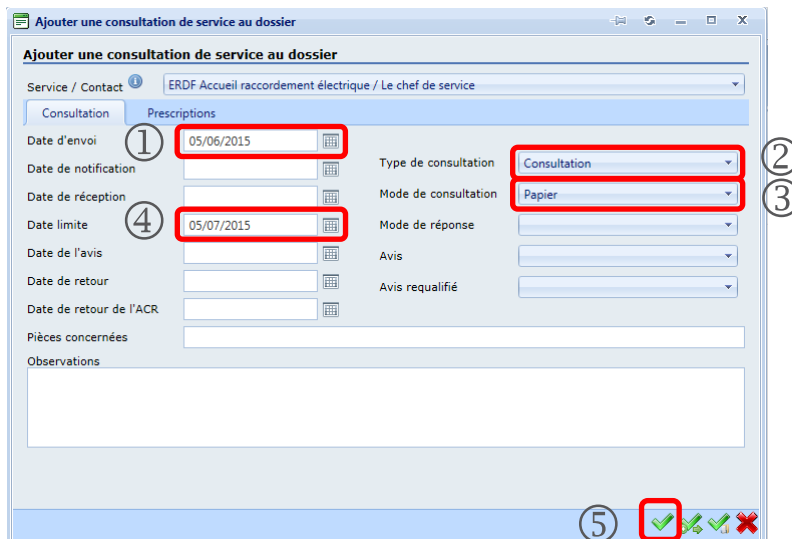 Ajouter une consultation de service au dossier
Ajouter une consultation de service au dossier
Service / Contact ERDF Accueil raccordement électrique / Le chef de service
Consultation Prescriptions
Date d'envoi ① 05/06/2015
Date de notification
Type de consultation Consultation ②
Date de réception
Mode de consultation Papier ③
Date limite ④ 05/07/2015
Mode de réponse
Date de l'avis
Avis
Date de retour
Avis requalifié
Date de retour de l'ACR
Pièces concernées
Observations
⑤